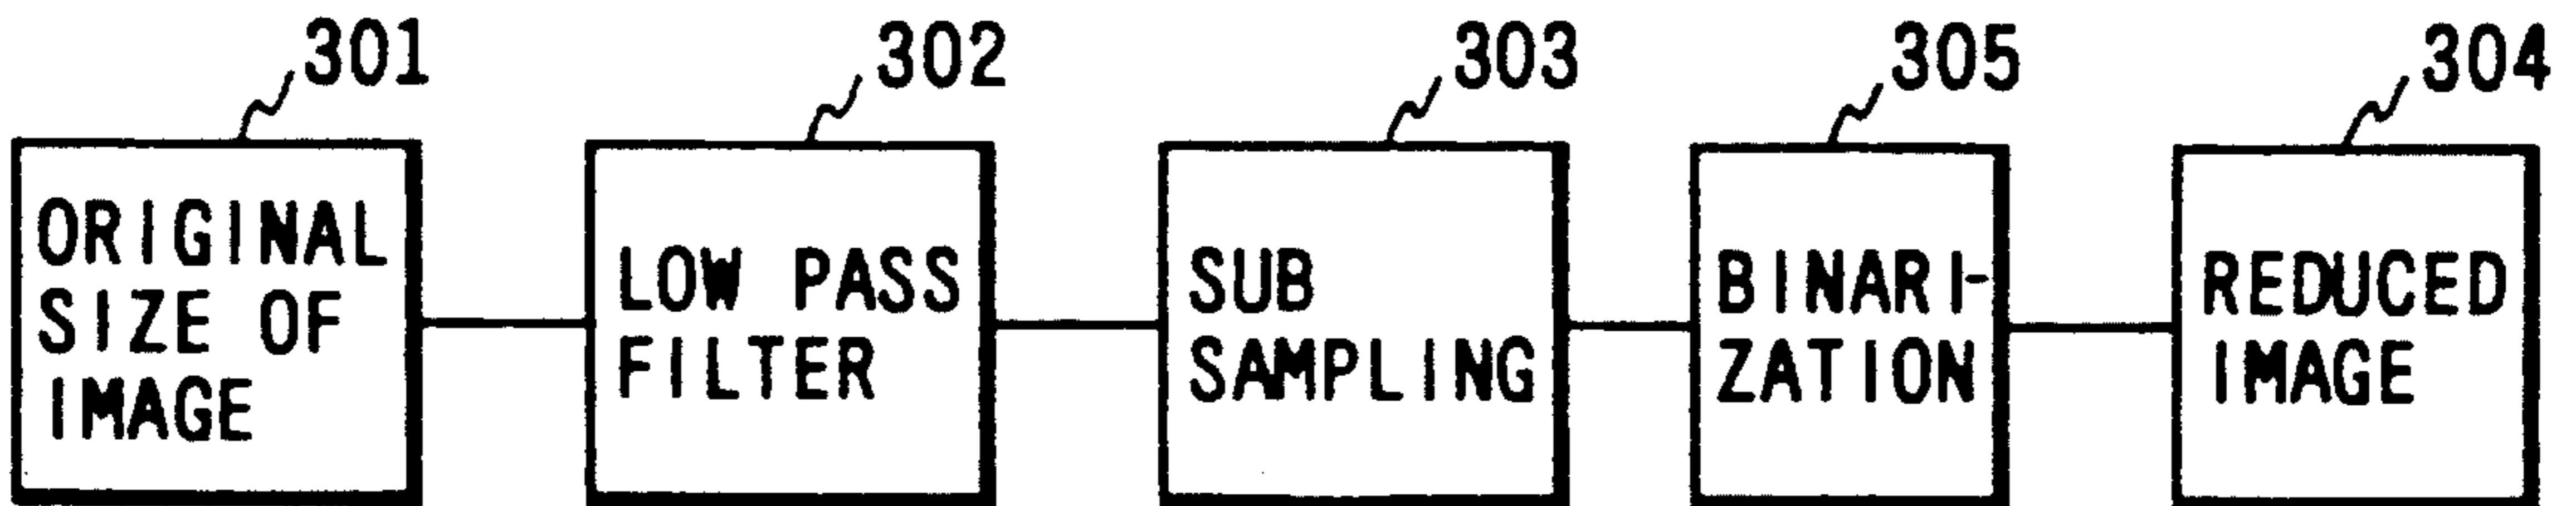 301
302
303
305
304
ORIGINAL
SIZE OF
IMAGE
LOW PASS
FILTER
SUB
SAMPLING
BINARI-
ZATION
REDUCED
IMAGE